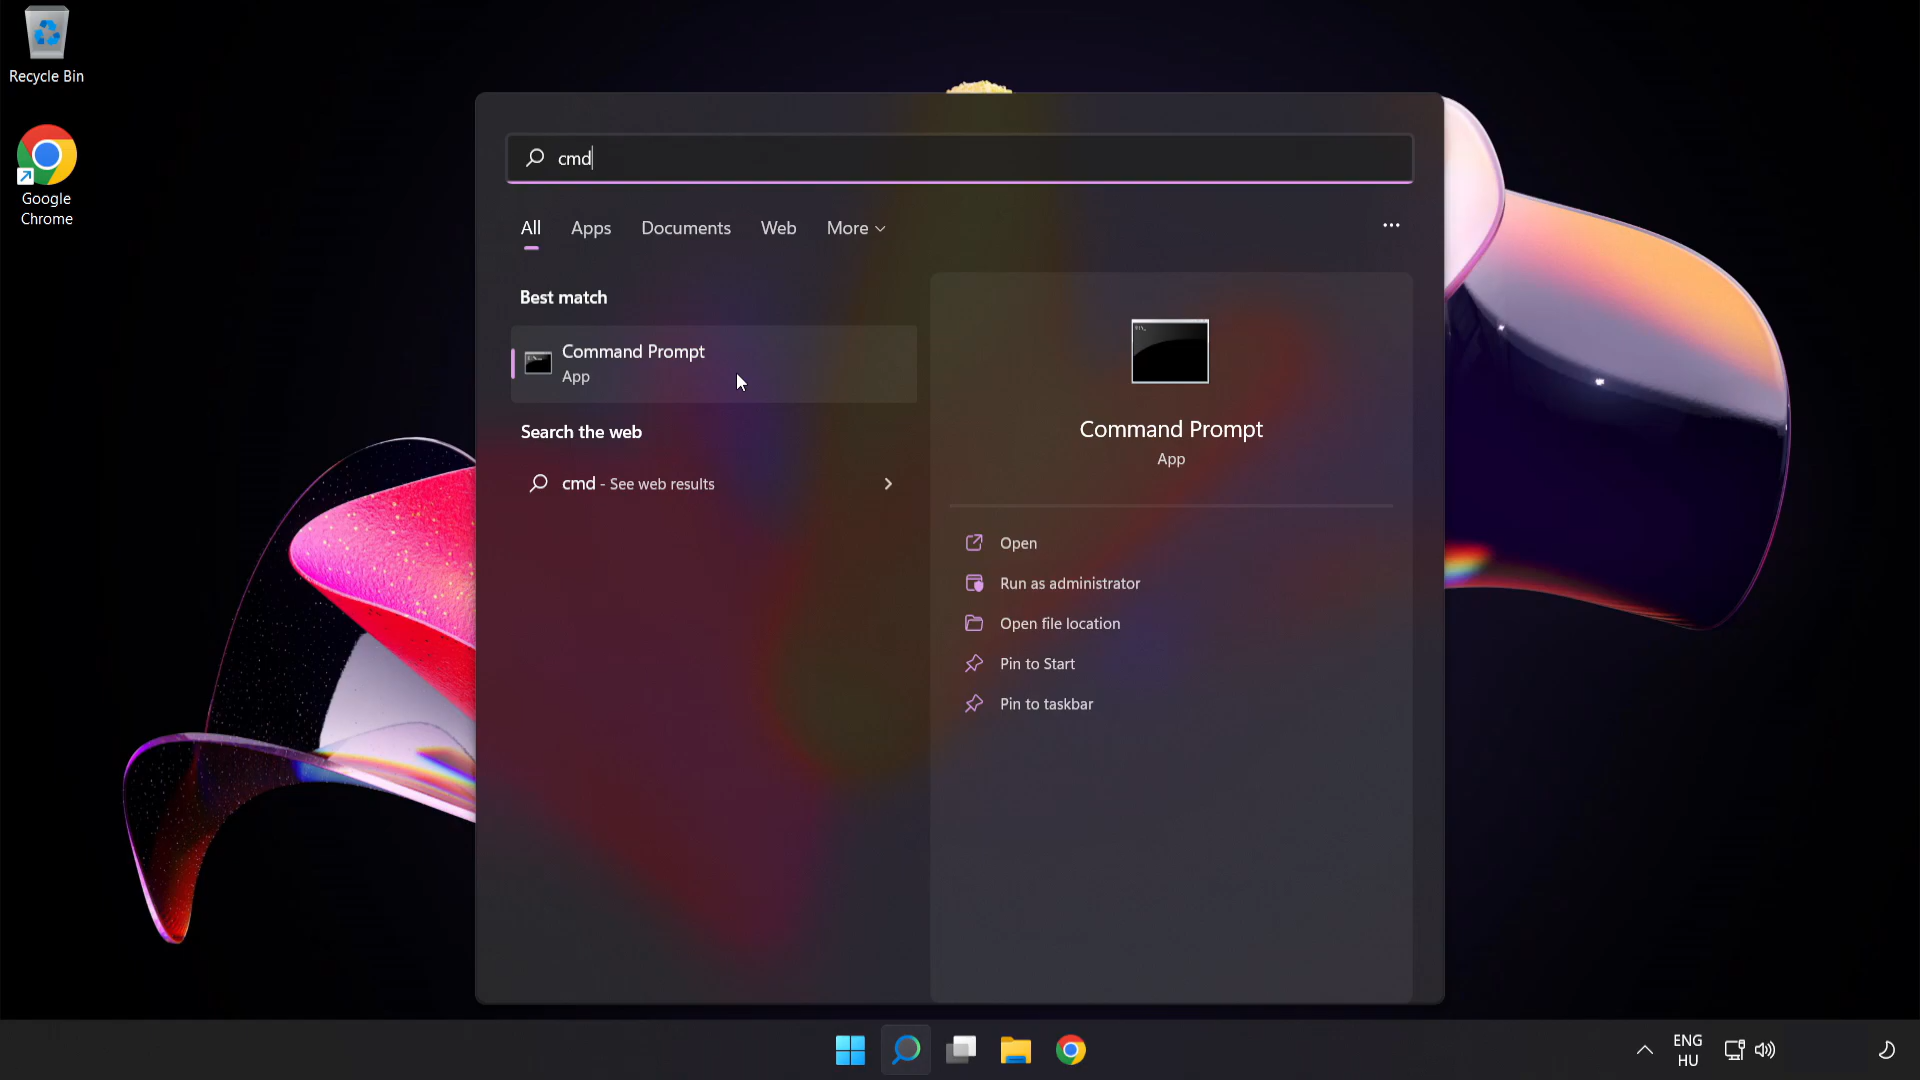 Recycle Bin
Google
Chrome
cmd
All Apps Documents Web More
Best match
Command Prompt
App
Search the web
cmd - See web results
Command Prompt
App
Open
Run as administrator
Open file location
Pin to Start
Pin to taskbar
ENG
HU